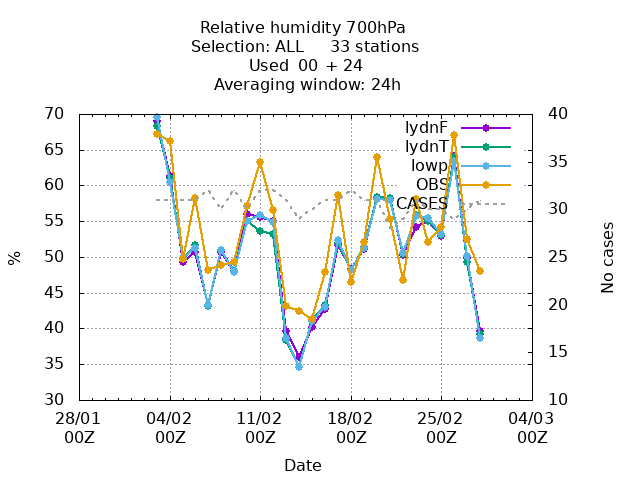 Relative humidity 700hPa
Selection: ALL 33 stations
Used 00 + 24
Averaging window: 24h
70
65
60
55
50
45
40
35
30
40
35
30
25
20
15
10
lydnF
lydnT
lowp
OBS
CASES
%
No cases
28/01 04/02 11/02 18/02 25/02 04/03
00Z 00Z 00Z 00Z 00Z 00Z
Date